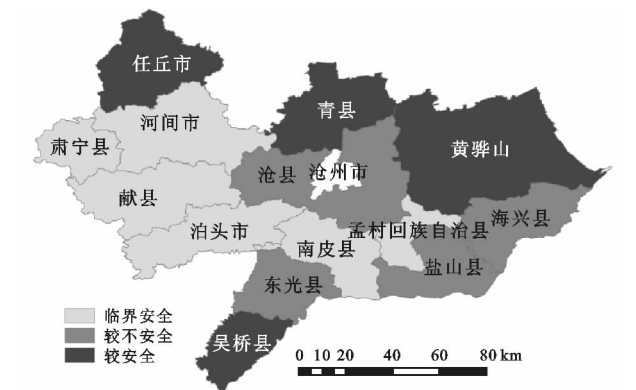 任丘市
河间市
青县
肃宁县
黄骅山
沧县
沧州市
献县
海兴县
泊头市
孟村回族自治县
南皮县
盐山县
东光县
临界安全
较不安全
较安全
吴桥县
0 10 20 40 60 80 km